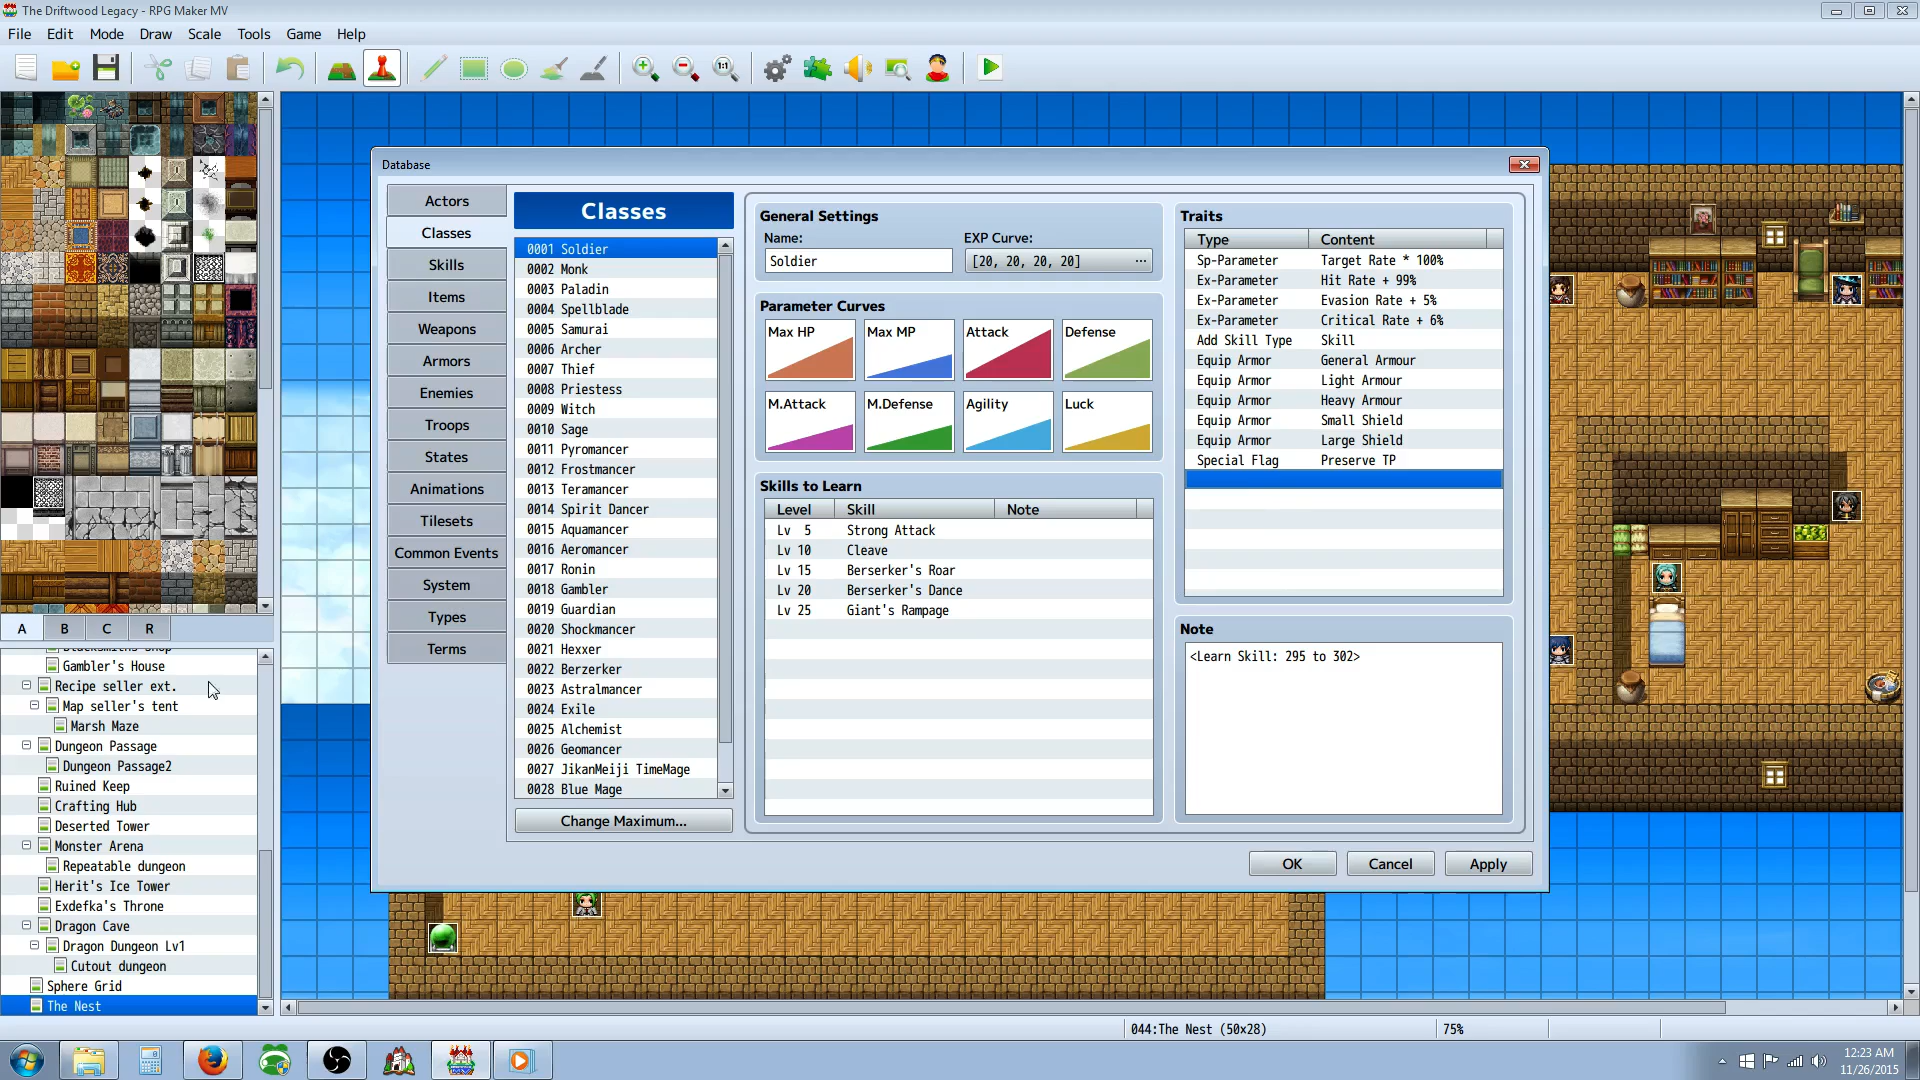 The Driftwood Legacy - RPG Maker MV
File Edit Mode Draw Scale Tools Game Help
1:1
Database
Actors
Classes
Skills
Items
Weapons
Armors
Enemies
Troops
States
Animations
Tilesets
Common Events
System
Types
Terms
Classes
0001 Soldier
0002 Monk
0003 Paladin
0004 Spellblade
0005 Samurai
0006 Archer
0007 Thief
0008 Priestess
0009 Witch
0010 Sage
0011 Pyromancer
0012 Frostmancer
0013 Teramancer
0014 Spirit Dancer
0015 Aquamancer
0016 Aeromancer
0017 Ronin
0018 Gambler
0019 Guardian
0020 Shockmancer
0021 Hexxer
0022 Berzerker
0023 Astralmancer
0024 Exile
0025 Alchemist
0026 Geomancer
0027 JikanMeiji TimeMage
0028 Blue Mage
Change Maximum...
General Settings
Name: EXP Curve:
Soldier [20, 20, 20, 20] ...
Parameter Curves
Max HP Max MP Attack Defense
M.Attack M.Defense Agility Luck
Skills to Learn
Level Skill Note
Lv 5 Strong Attack
Lv 10 Cleave
Lv 15 Berserker's Roar
Lv 20 Berserker's Dance
Lv 25 Giant's Rampage
Traits
Type Content
Sp-Parameter Target Rate * 100%
Ex-Parameter Hit Rate + 99%
Ex-Parameter Evasion Rate + 5%
Ex-Parameter Critical Rate + 6%
Add Skill Type Skill
Equip Armor General Armour
Equip Armor Light Armour
Equip Armor Heavy Armour
Equip Armor Small Shield
Equip Armor Large Shield
Special Flag Preserve TP
Note
<Learn Skill: 295 to 302>
OK Cancel Apply
A B C R
Blacksmiths Shop
Gambler's House
Recipe seller ext.
Map seller's tent
Marsh Maze
Dungeon Passage
Dungeon Passage2
Ruined Keep
Crafting Hub
Deserted Tower
Monster Arena
Repeatable dungeon
Herit's Ice Tower
Exdefka's Throne
Dragon Cave
Dragon Dungeon Lv1
Cutout dungeon
Sphere Grid
The Nest
044:The Nest (50x28) 75%
12:23 AM
11/26/2015